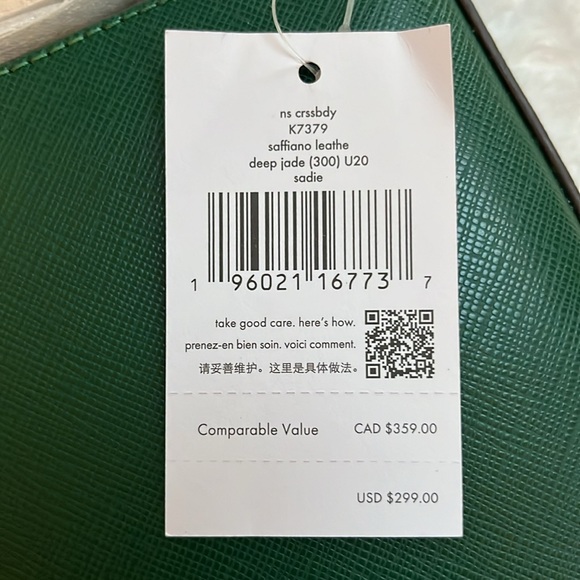 ns crssbdy
K7379
saffiano leathe
deep jade (300) U20
sadie
1 96021 16773 7
take good care. here's how.
prenez-en bien soin. voici comment.
请妥善维护。这里是具体做法。
Comparable Value CAD $359.00
USD $299.00